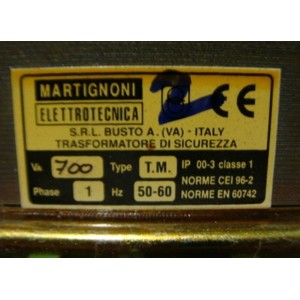 MARTIGNONI
ELETTROTECNICA
2 CE
S.R.L. BUSTO A. (VA) - ITALY
TRASFORMATORE DI SICUREZZA
VA 700 Type T.M. IP 00-3 classe 1
Phase 1 Hz 50-60 NORME CEI 96-2
NORME EN 60742